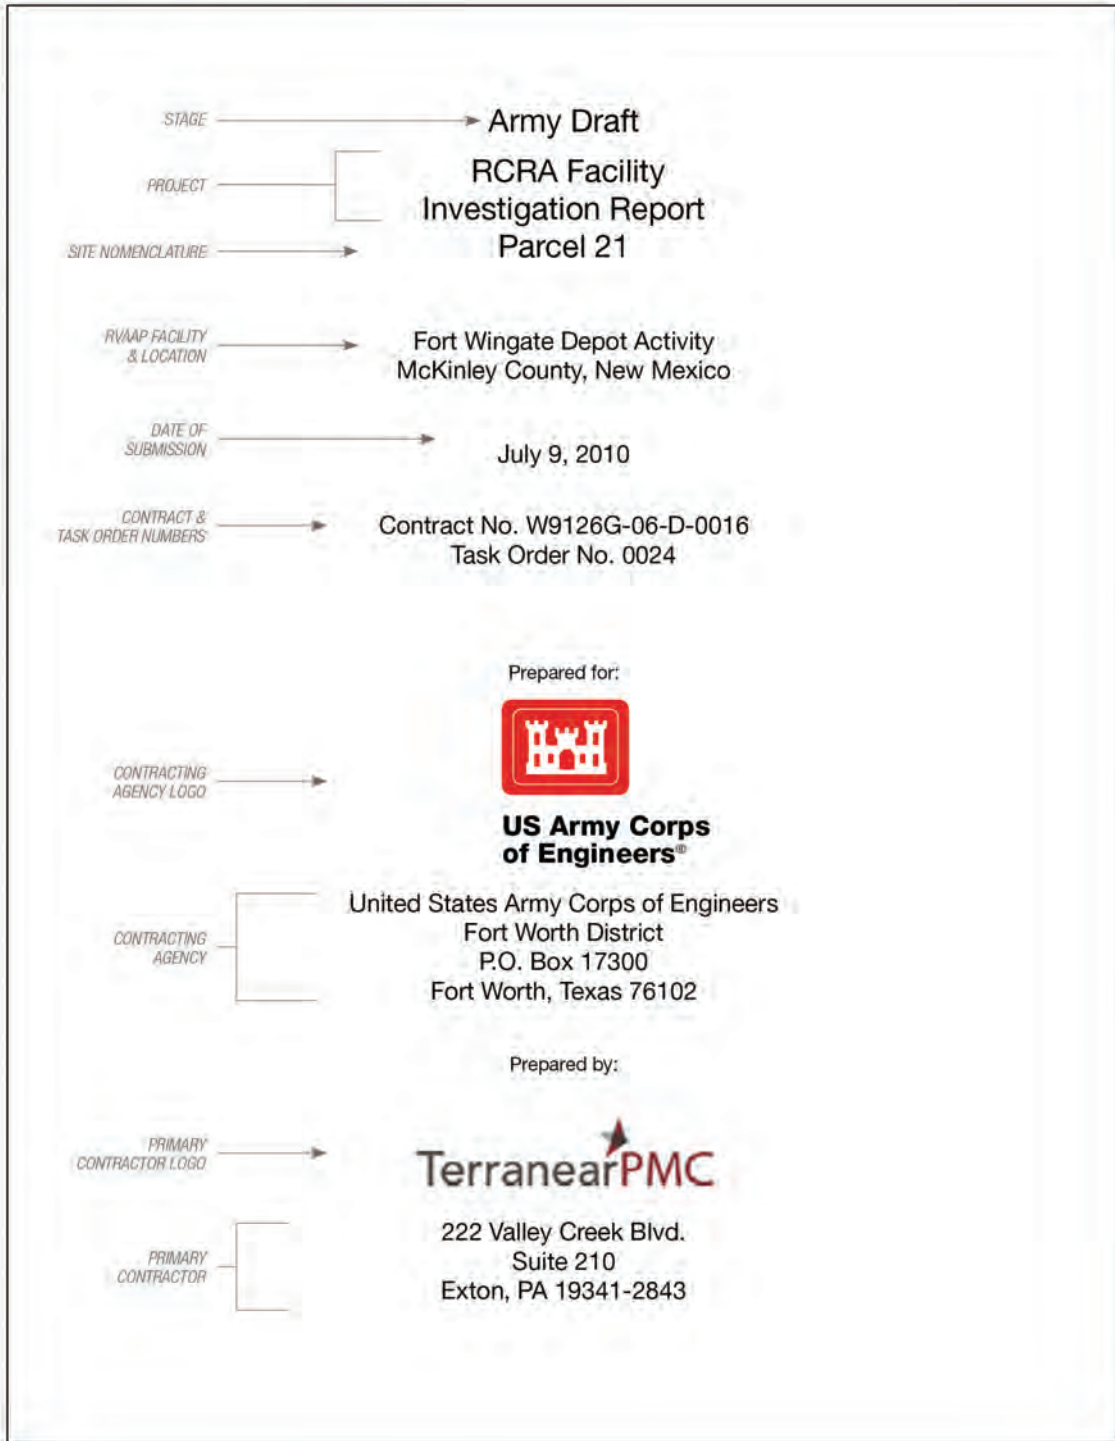 STAGE
Army Draft
PROJECT
RCRA Facility
Investigation Report
SITE NOMENCLATURE
Parcel 21
RVAAP FACILITY
& LOCATION
Fort Wingate Depot Activity
McKinley County, New Mexico
DATE OF
SUBMISSION
July 9, 2010
CONTRACT &
TASK ORDER NUMBERS
Contract No. W9126G-06-D-0016
Task Order No. 0024
Prepared for:
CONTRACTING
AGENCY LOGO
US Army Corps
of Engineers®
CONTRACTING
AGENCY
United States Army Corps of Engineers
Fort Worth District
P.O. Box 17300
Fort Worth, Texas 76102
Prepared by:
PRIMARY
CONTRACTOR LOGO
TerranearPMC
PRIMARY
CONTRACTOR
222 Valley Creek Blvd.
Suite 210
Exton, PA 19341-2843